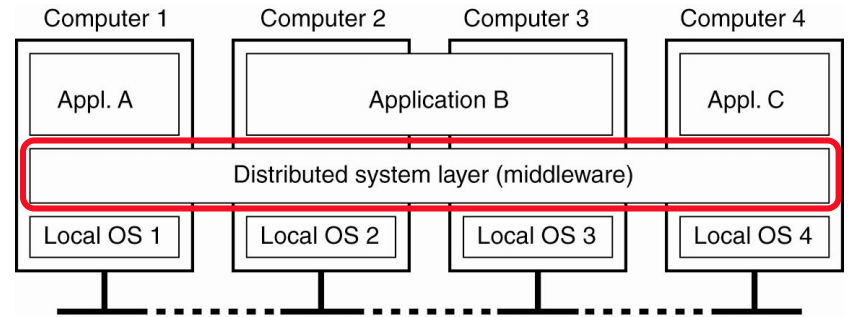 Computer 1 Computer 2 Computer 3 Computer 4
Appl. A Application B Appl. C
Distributed system layer (middleware)
Local OS 1 Local OS 2 Local OS 3 Local OS 4